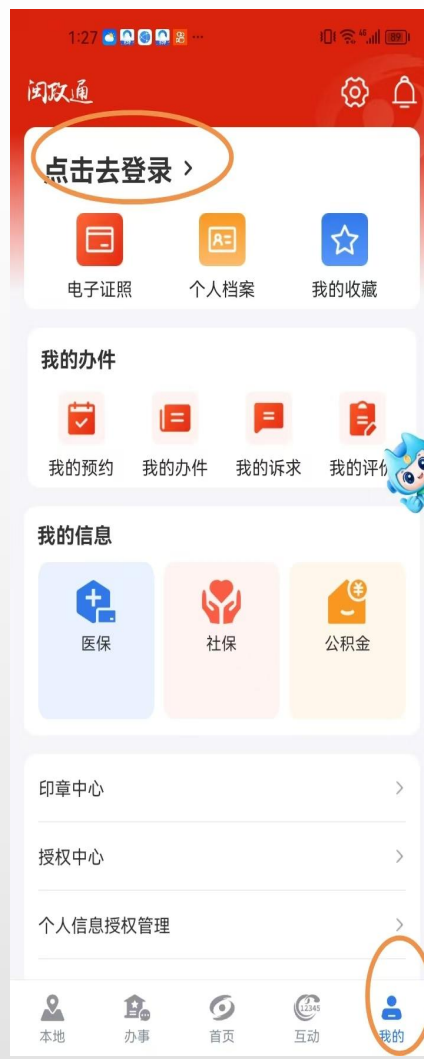 1:27 ···
46 89
闽政通
点击去登录 ›
电子证照 个人档案 我的收藏
我的办件
我的预约 我的办件 我的诉求 我的评价
我的信息
医保 社保 公积金
印章中心
授权中心
个人信息授权管理
12345
本地 办事 首页 互动 我的